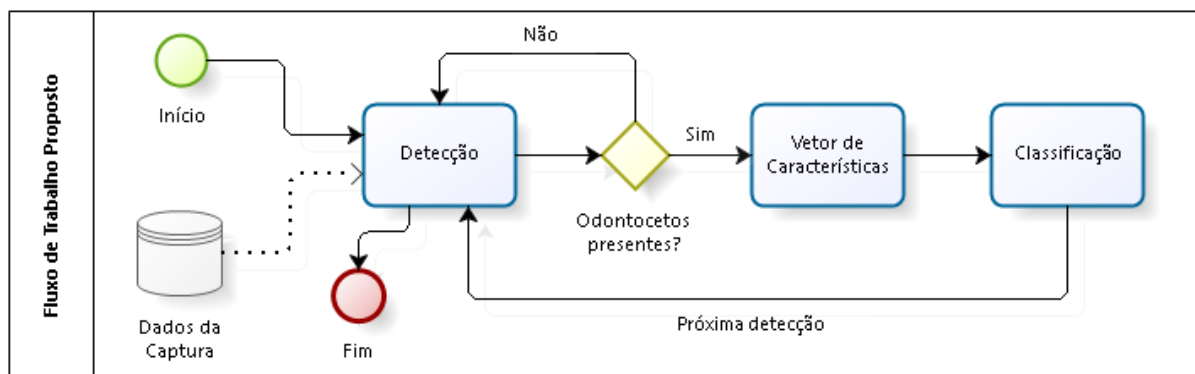 Fluxo de Trabalho Proposto
Não
Início
Detecção
Sim
Vetor de
Características
Classificação
Odontocetos
presentes?
Dados da
Captura
Fim
Próxima detecção